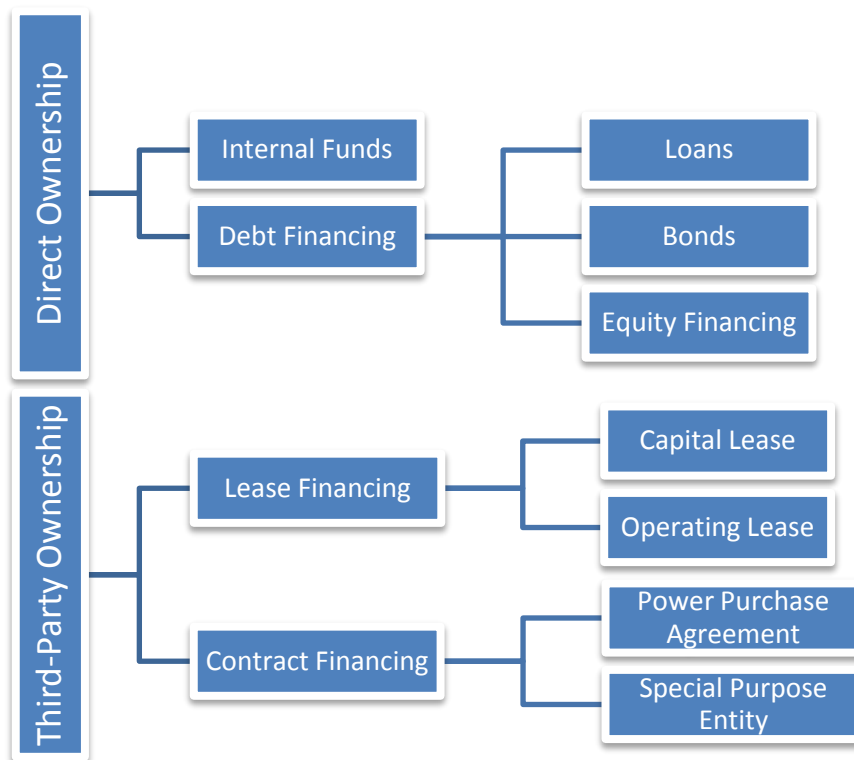 Direct Ownership
Internal Funds
Debt Financing
Loans
Bonds
Equity Financing
Third-Party Ownership
Lease Financing
Capital Lease
Operating Lease
Contract Financing
Power Purchase
Agreement
Special Purpose
Entity